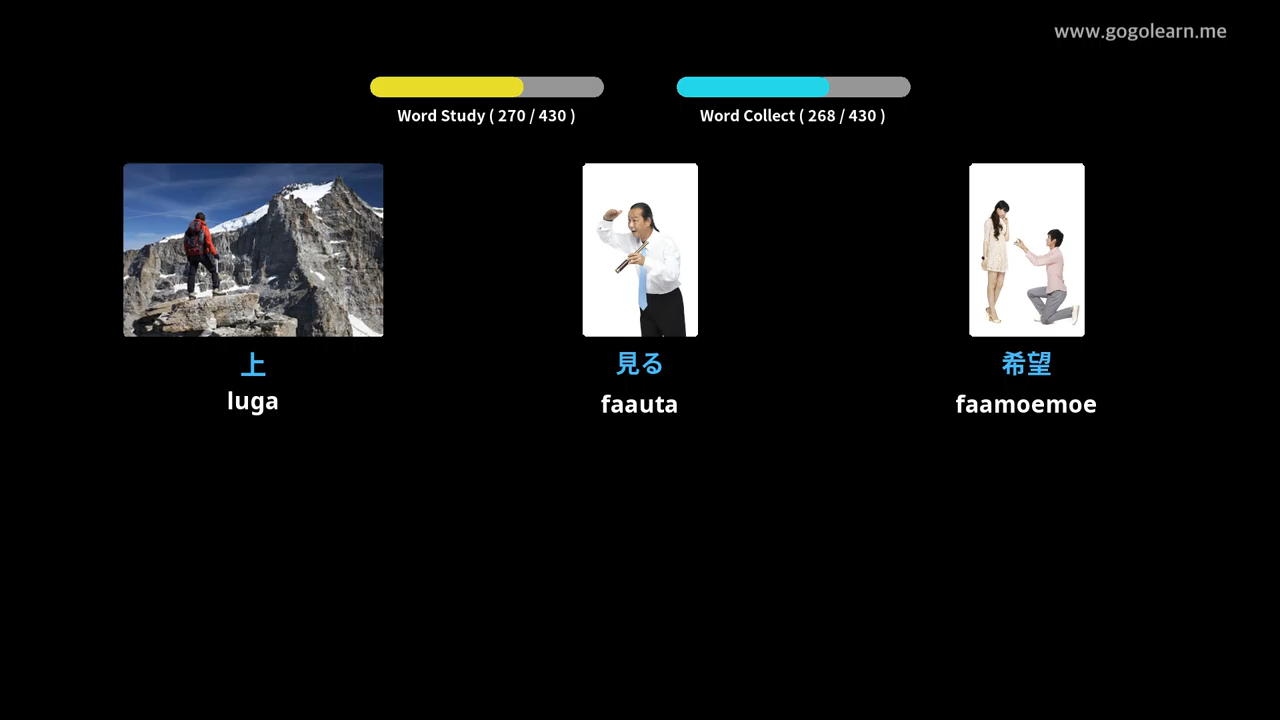 www.gogolearn.me
Word Study ( 270 / 430 )
Word Collect ( 268 / 430 )
上
luga
見る
faauta
希望
faamoemoe